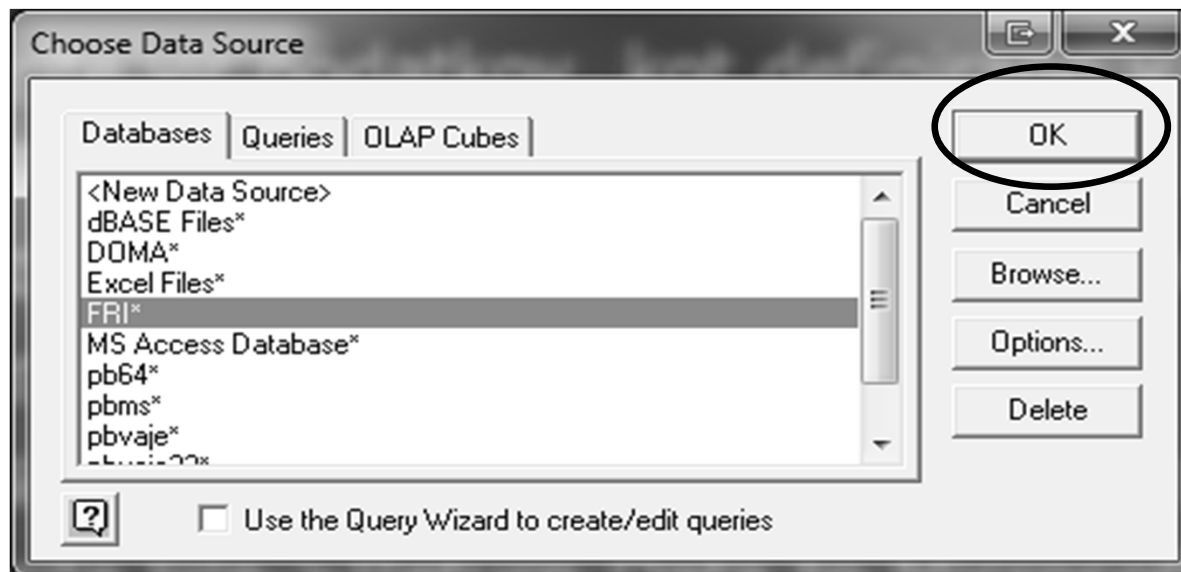 Choose Data Source
Databases Queries OLAP Cubes
<New Data Source>
dBASE Files*
DOMA*
Excel Files*
FRI*
MS Access Database*
pb64*
pbms*
pbvaje*
OK
Cancel
Browse...
Options...
Delete
Use the Query Wizard to create/edit queries